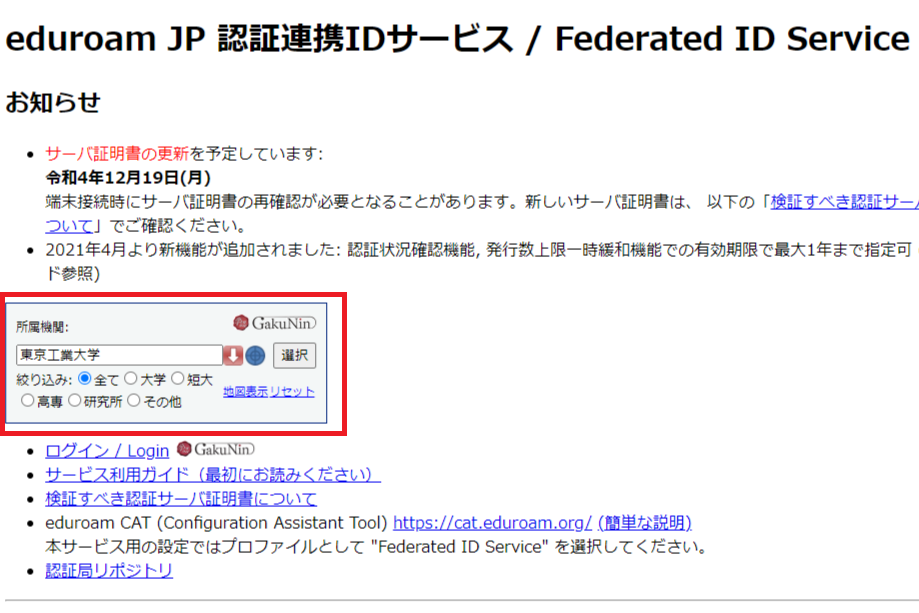 eduroam JP 認証連携IDサービス / Federated ID Service
お知らせ
サーバ証明書の更新を予定しています:
令和4年12月19日(月)
端末接続時にサーバ証明書の再確認が必要となることがあります。新しいサーバ証明書は、 以下の「検証すべき認証サー
ついて」でご確認ください。
2021年4月より新機能が追加されました: 認証状況確認機能, 発行数上限一時緩和機能での有効期限で最大1年まで指定可
ド参照)
所属機関:
GakuNin
東京工業大学
選択
絞り込み: 全て 大学 短大
地図表示 リセット
高専 研究所 その他
ログイン / Login GakuNin
サービス利用ガイド（最初にお読みください）
検証すべき認証サーバ証明書について
eduroam CAT (Configuration Assistant Tool) https://cat.eduroam.org/ (簡単な説明)
本サービス用の設定ではプロファイルとして "Federated ID Service" を選択してください。
認証局リポジトリ